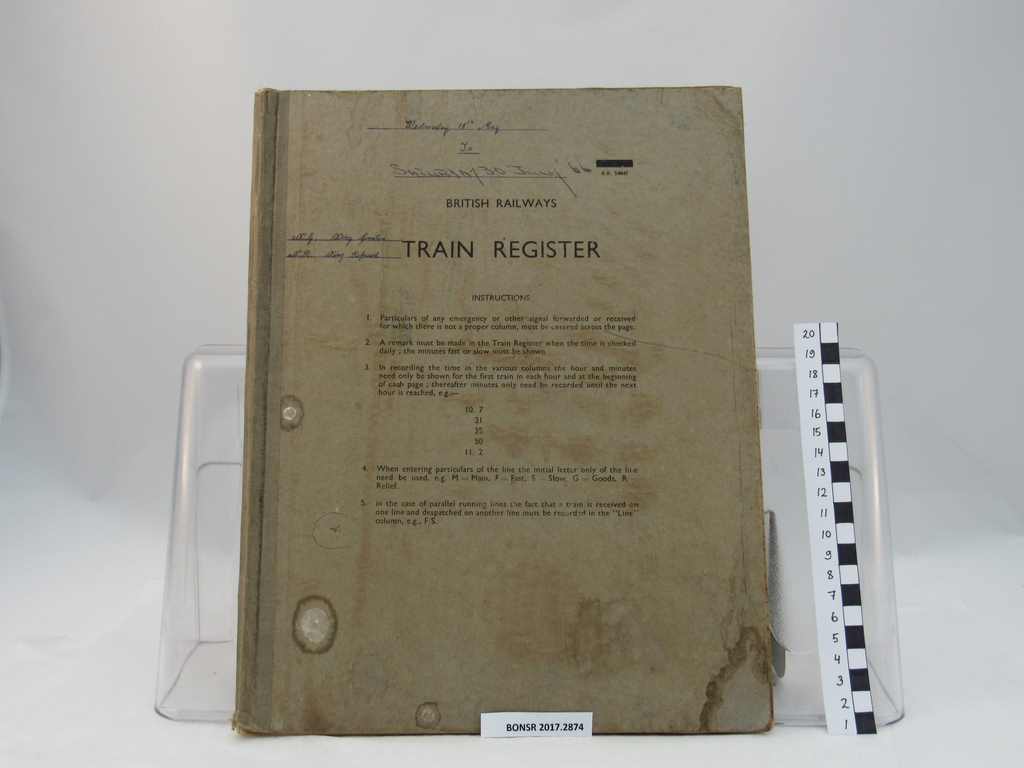 Wednesday 18th May
To
30 '66
BRITISH RAILWAYS
TRAIN REGISTER
INSTRUCTIONS
1. Particulars of any emergency or other signal forwarded or received
for which there is not a proper column, must be entered across the page.
2. A remark must be made in the Train Register when the time is checked
daily; the minutes fast or slow must be shown
3. In recording the time in the various columns the hour and minutes
need only be shown for the first train in each hour and at the beginning
of each page; thereafter minutes only need be recorded until the next
hour is reached, e.g.,—
10. 7
21
35
50
11. 2
4. When entering particulars of the line the initial letter only of the line
need be used, e.g. M—Main, F—Fast, S—Slow, G—Goods, R
Relief.
5. In the case of parallel running lines the fact that a train is received on
one line and despatched on another line must be recorded in the "Line"
column, e.g., F/S.
BONSR 2017.2874
20
19
18
17
16
15
14
13
12
11
10
9
8
7
6
5
4
3
2
1